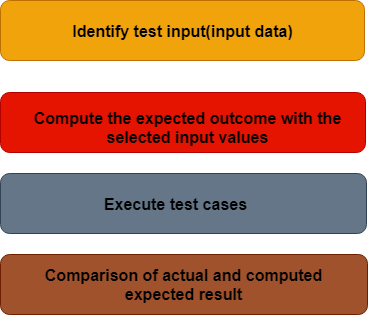 Identify test input(input data)
Compute the expected outcome with the
selected input values
Execute test cases
Comparison of actual and computed
expected result